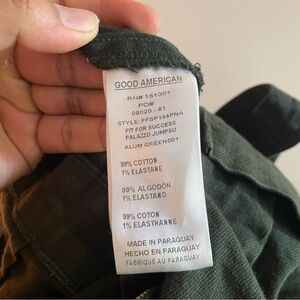 GOOD AMERICAN
RN# 161301
PO#
08020 - 81
STYLE: FFSP144PNA
FIT FOR SUCCESS
PALAZZO JUMPSU
ALUM GREEN001
99% COTTON
1% ELASTANE
99% ALGODÓN
1% ELASTANO
99% COTON
1% ELASTHANNE
MADE IN PARAGUAY
HECHO EN PARAGUAY
FABRIQUÉ AU PARAGUAY